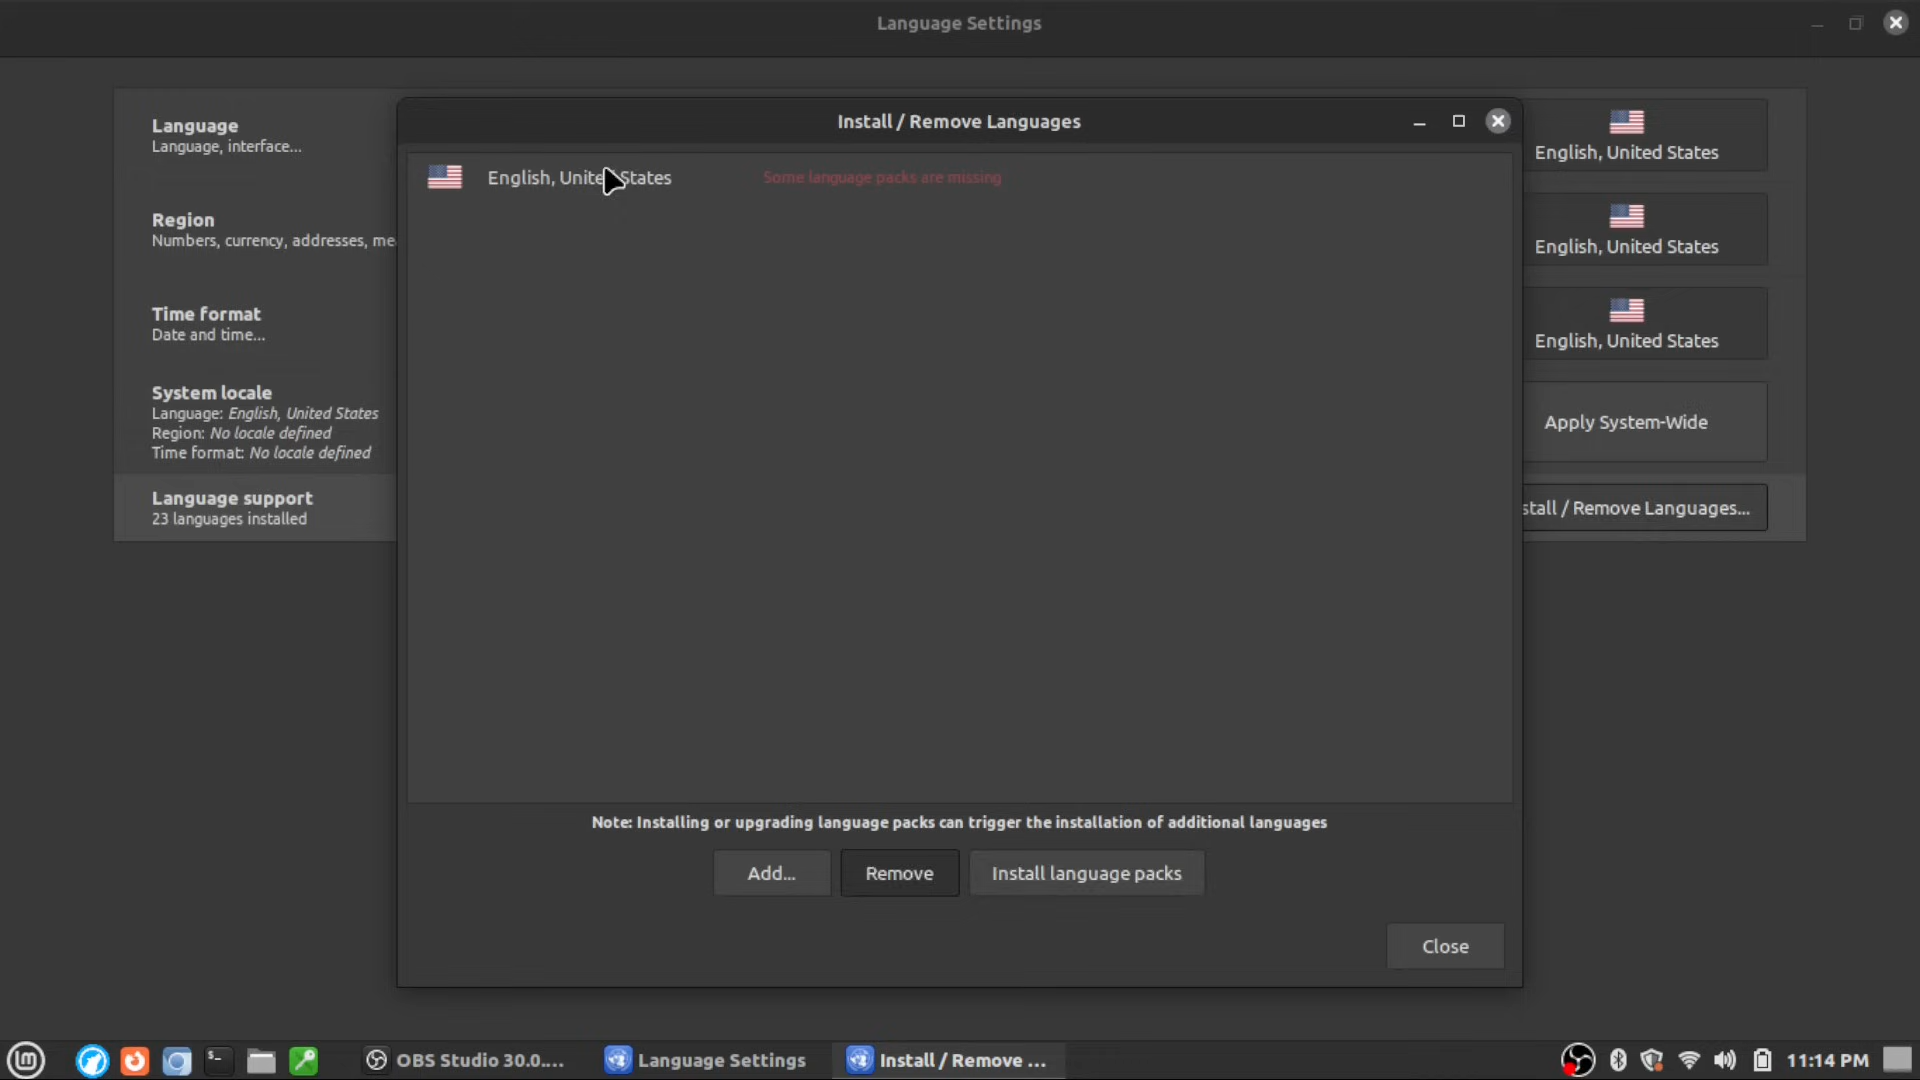 Language Settings
Install / Remove Languages
Language
Language, interface...
English, United States
English, United States
Some language packs are missing
Region
Numbers, currency, addresses, me
English, United States
Time format
Date and time...
English, United States
System locale
Language: English, United States
Region: No locale defined
Time format: No locale defined
Apply System-Wide
Language support
23 languages installed
stall / Remove Languages...
Note: Installing or upgrading language packs can trigger the installation of additional languages
Add...
Remove
Install language packs
Close
OBS Studio 30.0....
Language Settings
Install / Remove ...
11:14 PM